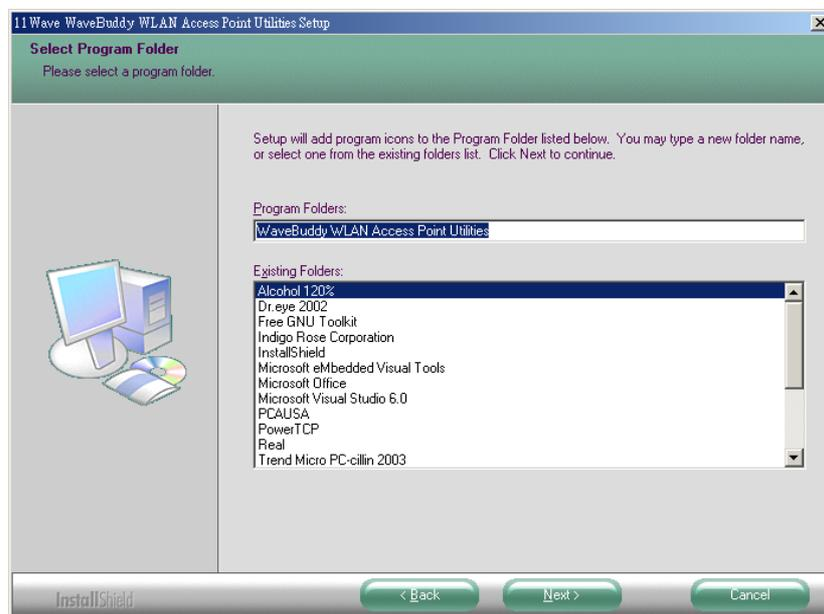 11Wave WaveBuddy WLAN Access Point Utilities Setup
Select Program Folder
Please select a program folder.
Setup will add program icons to the Program Folder listed below.  You may type a new folder name,
or select one from the existing folders list.  Click Next to continue.
Program Folders:
WaveBuddy WLAN Access Point Utilities
Existing Folders:
Alcohol 120%
Dr.eye 2002
Free GNU Toolkit
Indigo Rose Corporation
InstallShield
Microsoft eMbedded Visual Tools
Microsoft Office
Microsoft Visual Studio 6.0
PCAUSA
PowerTCP
Real
Trend Micro PC-cillin 2003
InstallShield
< Back
Next >
Cancel